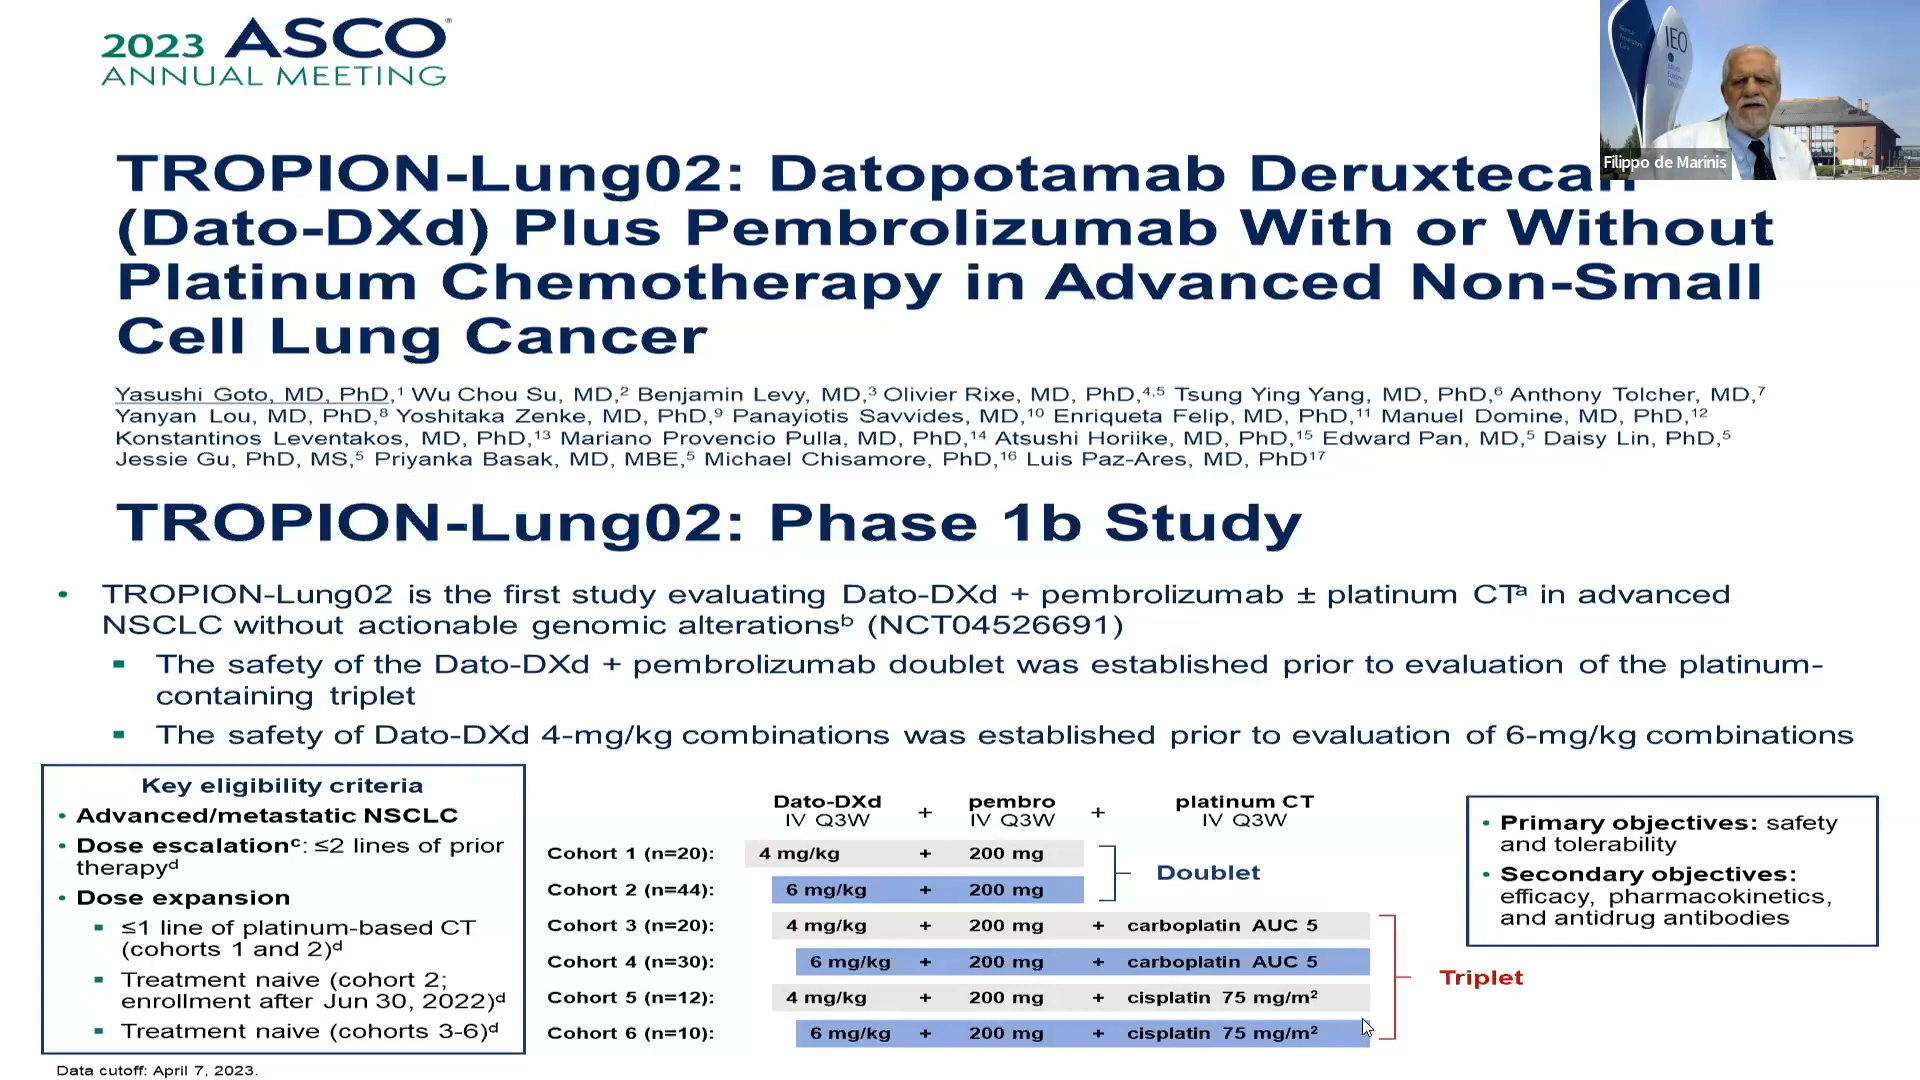 2023 ASCO®
ANNUAL MEETING
IEO
Filippo de Marinis
TROPION-Lung02: Datopotamab Deruxtecan
(Dato-DXd) Plus Pembrolizumab With or Without
Platinum Chemotherapy in Advanced Non-Small
Cell Lung Cancer
Yasushi Goto, MD, PhD,¹ Wu Chou Su, MD,² Benjamin Levy, MD,³ Olivier Rixe, MD, PhD,⁴,⁵ Tsung Ying Yang, MD, PhD,⁶ Anthony Tolcher, MD,⁷
Yanyan Lou, MD, PhD,⁸ Yoshitaka Zenke, MD, PhD,⁹ Panayiotis Savvides, MD,¹⁰ Enriqueta Felip, MD, PhD,¹¹ Manuel Domine, MD, PhD,¹²
Konstantinos Leventakos, MD, PhD,¹³ Mariano Provencio Pulla, MD, PhD,¹⁴ Atsushi Horiike, MD, PhD,¹⁵ Edward Pan, MD,⁵ Daisy Lin, PhD,⁵
Jessie Gu, PhD, MS,⁵ Priyanka Basak, MD, MBE,⁵ Michael Chisamore, PhD,¹⁶ Luis Paz-Ares, MD, PhD¹⁷
TROPION-Lung02: Phase 1b Study
• TROPION-Lung02 is the first study evaluating Dato-DXd + pembrolizumab ± platinum CTᵃ in advanced
NSCLC without actionable genomic alterationsᵇ (NCT04526691)
▪ The safety of the Dato-DXd + pembrolizumab doublet was established prior to evaluation of the platinum-
containing triplet
▪ The safety of Dato-DXd 4-mg/kg combinations was established prior to evaluation of 6-mg/kg combinations
Key eligibility criteria
• Advanced/metastatic NSCLC
• Dose escalationᶜ: ≤2 lines of prior
therapyᵈ
• Dose expansion
▪ ≤1 line of platinum-based CT
(cohorts 1 and 2)ᵈ
▪ Treatment naive (cohort 2;
enrollment after Jun 30, 2022)ᵈ
▪ Treatment naive (cohorts 3-6)ᵈ
Dato-DXd + pembro + platinum CT
IV Q3W IV Q3W IV Q3W
Cohort 1 (n=20): 4 mg/kg + 200 mg
Cohort 2 (n=44): 6 mg/kg + 200 mg
Doublet
Cohort 3 (n=20): 4 mg/kg + 200 mg + carboplatin AUC 5
Cohort 4 (n=30): 6 mg/kg + 200 mg + carboplatin AUC 5
Cohort 5 (n=12): 4 mg/kg + 200 mg + cisplatin 75 mg/m²
Cohort 6 (n=10): 6 mg/kg + 200 mg + cisplatin 75 mg/m²
Triplet
• Primary objectives: safety
and tolerability
• Secondary objectives:
efficacy, pharmacokinetics,
and antidrug antibodies
Data cutoff: April 7, 2023.